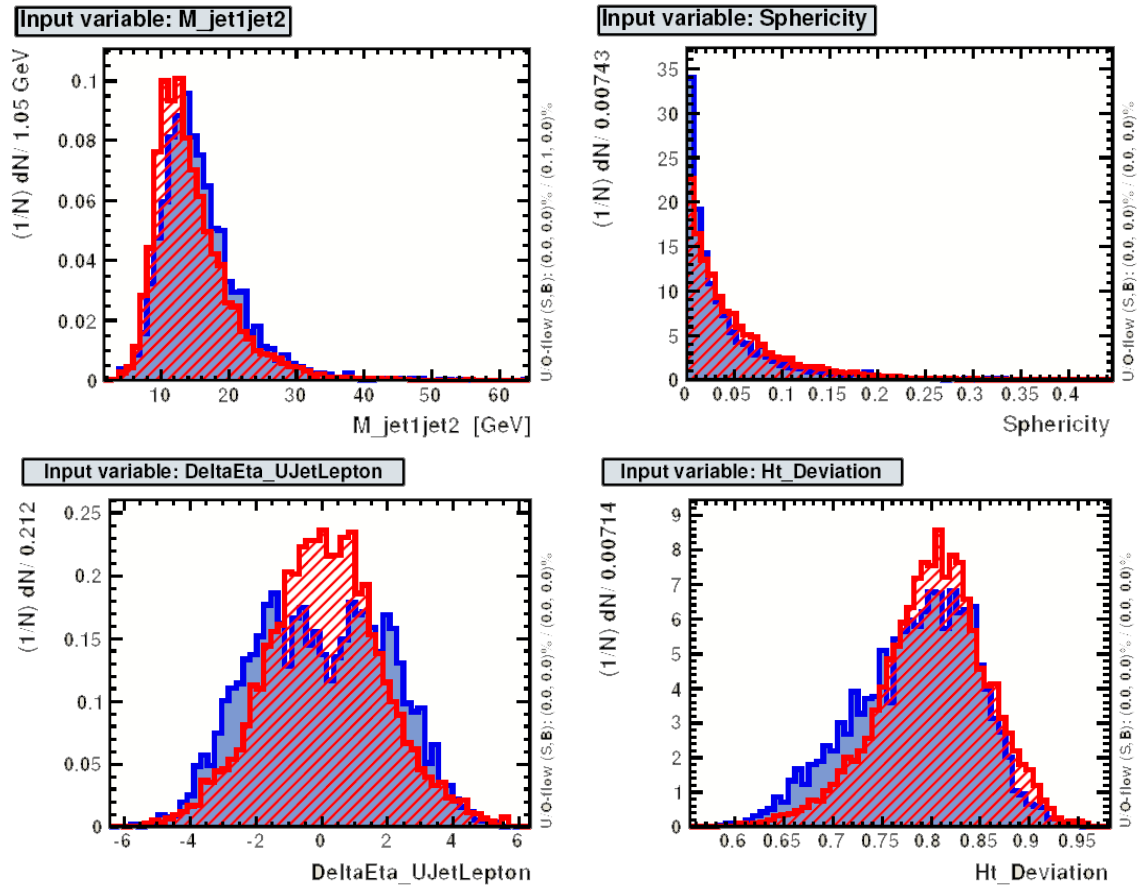 Input variable: M_jet1jet2
(1/N) dN/ 1.05 GeV
0.1
0.08
0.06
0.04
0.02
0
10 20 30 40 50 60
M_jet1jet2 [GeV]
U/O-flow (S,B): (0.0, 0.0)% / (0.1, 0.0)%
Input variable: Sphericity
(1/N) dN/ 0.00743
35
30
25
20
15
10
5
0
0 0.05 0.1 0.15 0.2 0.25 0.3 0.35 0.4
Sphericity
U/O-flow (S,B): (0.0, 0.0)% / (0.0, 0.0)%
Input variable: DeltaEta_UJetLepton
(1/N) dN/ 0.212
0.25
0.2
0.15
0.1
0.05
0
-6 -4 -2 0 2 4 6
DeltaEta_UJetLepton
U/O-flow (S,B): (0.0, 0.0)% / (0.0, 0.0)%
Input variable: Ht_Deviation
(1/N) dN/ 0.00714
9
8
7
6
5
4
3
2
1
0
0.6 0.65 0.7 0.75 0.8 0.85 0.9 0.95
Ht_Deviation
U/O-flow (S,B): (0.0, 0.0)% / (0.0, 0.0)%